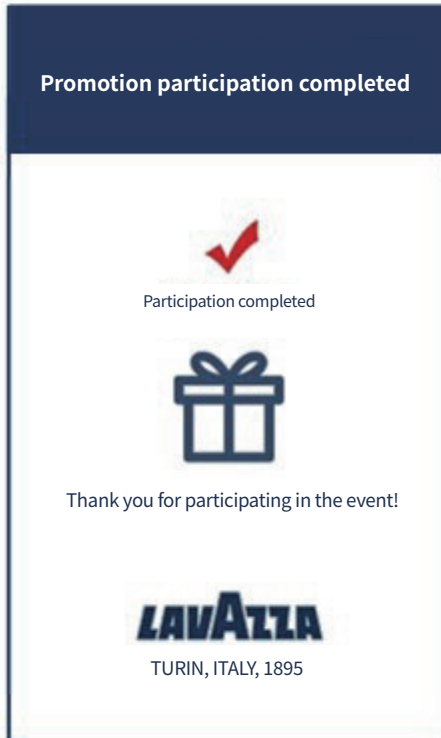 Promotion participation completed
Participation completed
Thank you for participating in the event!
LAVAZZA
TURIN, ITALY, 1895